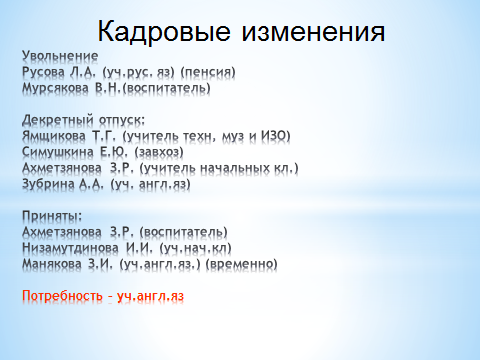 Кадровые изменения
Увольнение
Русова Л.А. (уч.рус. яз) (пенсия)
Мурсякова В.Н.(воспитатель)
Декретный отпуск:
Ямщикова Т.Г. (учитель техн, муз и ИЗО)
Симушкина Е.Ю. (завхоз)
Ахметзянова З.Р. (учитель начальных кл.)
Зубрина А.А. (уч. англ.яз)
Приняты:
Ахметзянова З.Р. (воспитатель)
Низамутдинова И.И. (уч.нач.кл)
Манякова З.И. (уч.англ.яз.) (временно)
Потребность – уч.англ.яз